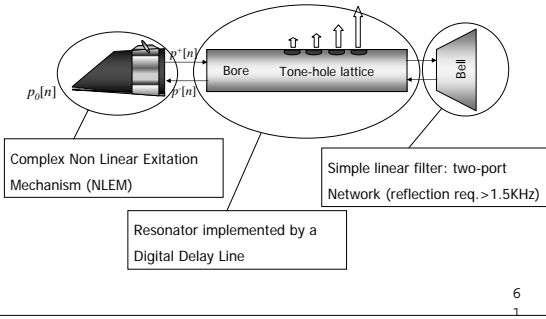 p⁺[n]
Bore
Tone-hole lattice
Bell
p₀[n]
p⁻[n]
Complex Non Linear Exitation
Mechanism (NLEM)
Simple linear filter: two-port
Network (reflection req.>1.5KHz)
Resonator implemented by a
Digital Delay Line
6
1